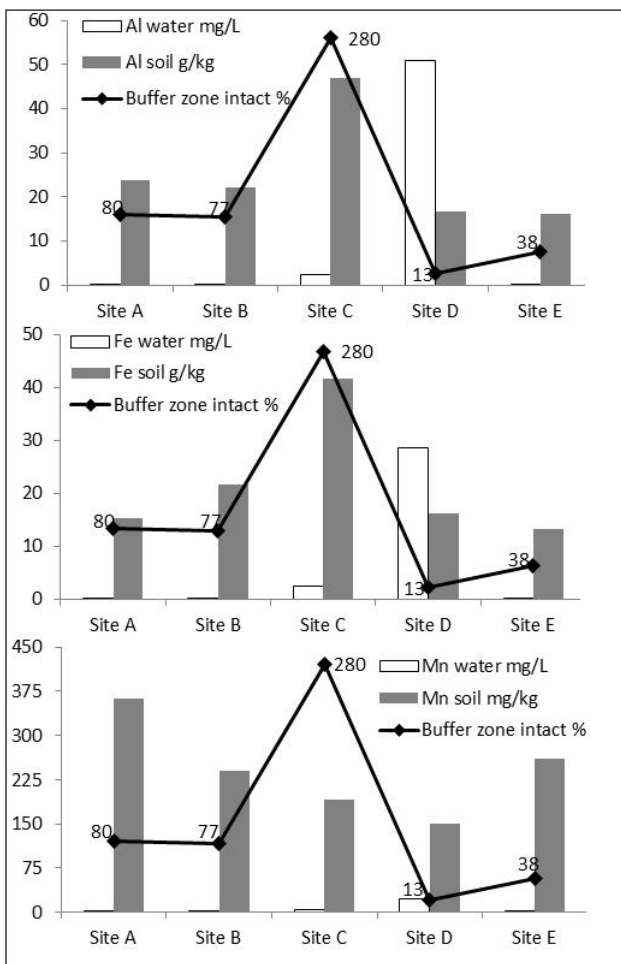 Al water mg/L
Al soil g/kg
Buffer zone intact %
60
50
40
30
20
10
0
80
77
280
13
38
Site A Site B Site C Site D Site E
Fe water mg/L
Fe soil g/kg
Buffer zone intact %
50
40
30
20
10
0
80
77
280
13
38
Site A Site B Site C Site D Site E
Mn water mg/L
Mn soil mg/kg
Buffer zone intact %
450
375
300
225
150
75
0
80
77
280
13
38
Site A Site B Site C Site D Site E